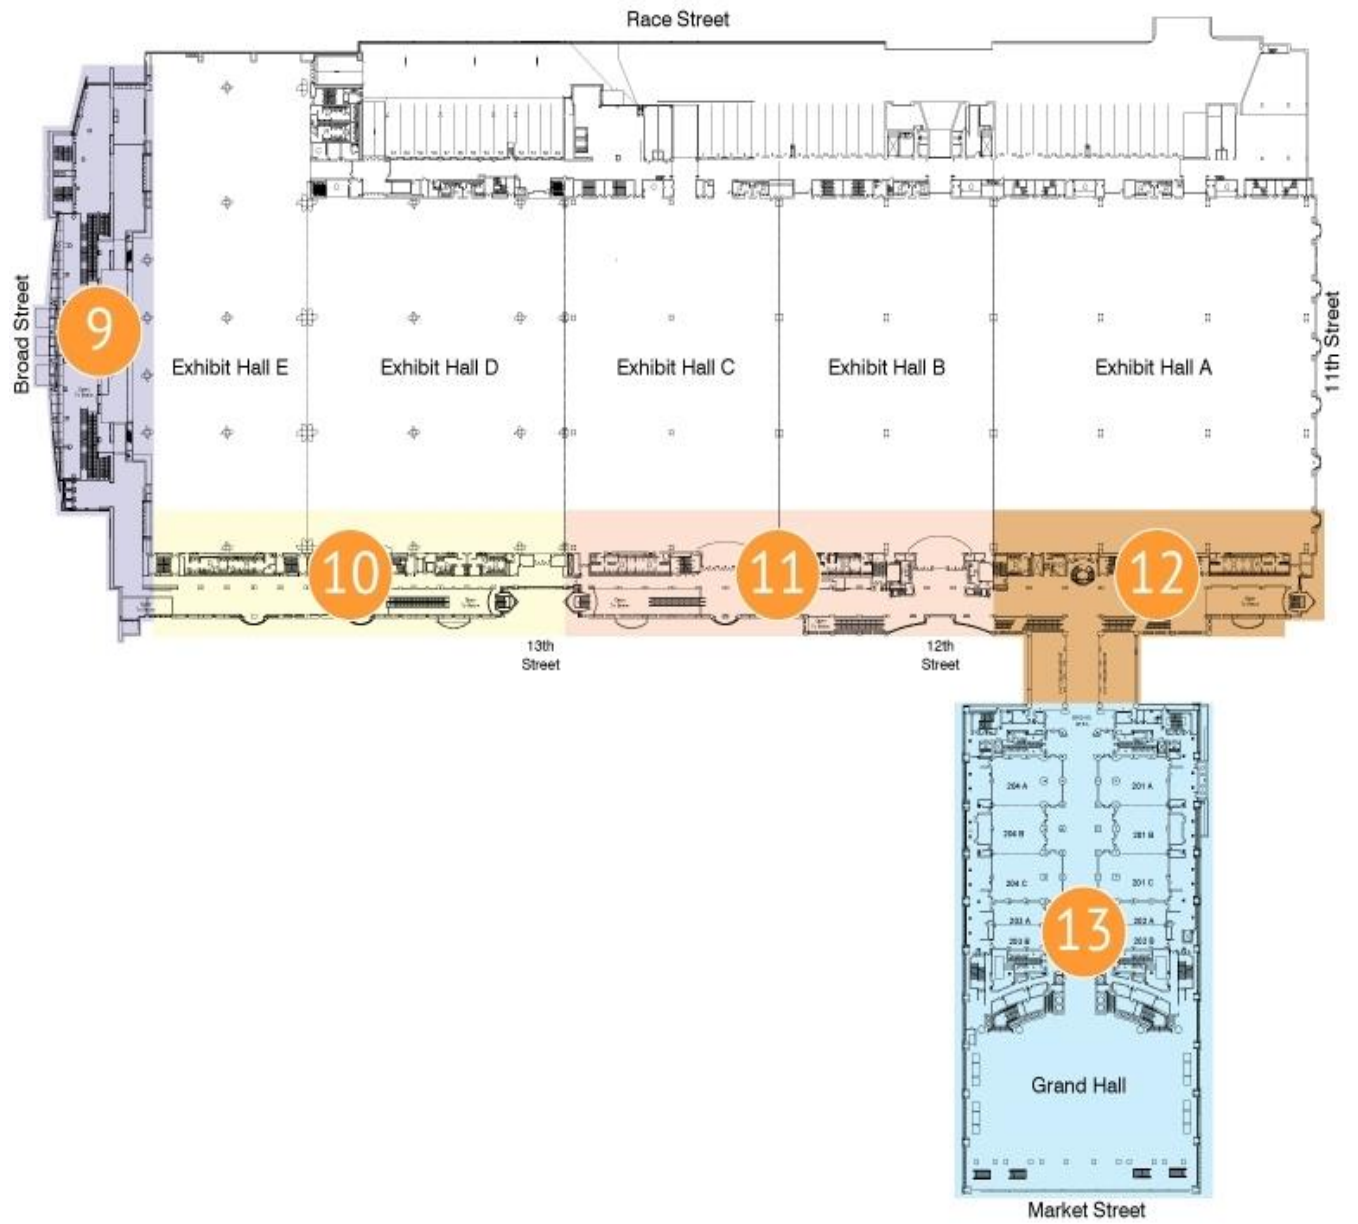 Race Street
Broad Street
9
Exhibit Hall E
Exhibit Hall D
Exhibit Hall C
Exhibit Hall B
Exhibit Hall A
11th Street
10
11
12
13th
Street
12th
Street
204 A
201 A
204 B
201 B
204 C
201 C
13
203 A
202 A
203 B
202 B
Grand Hall
Market Street